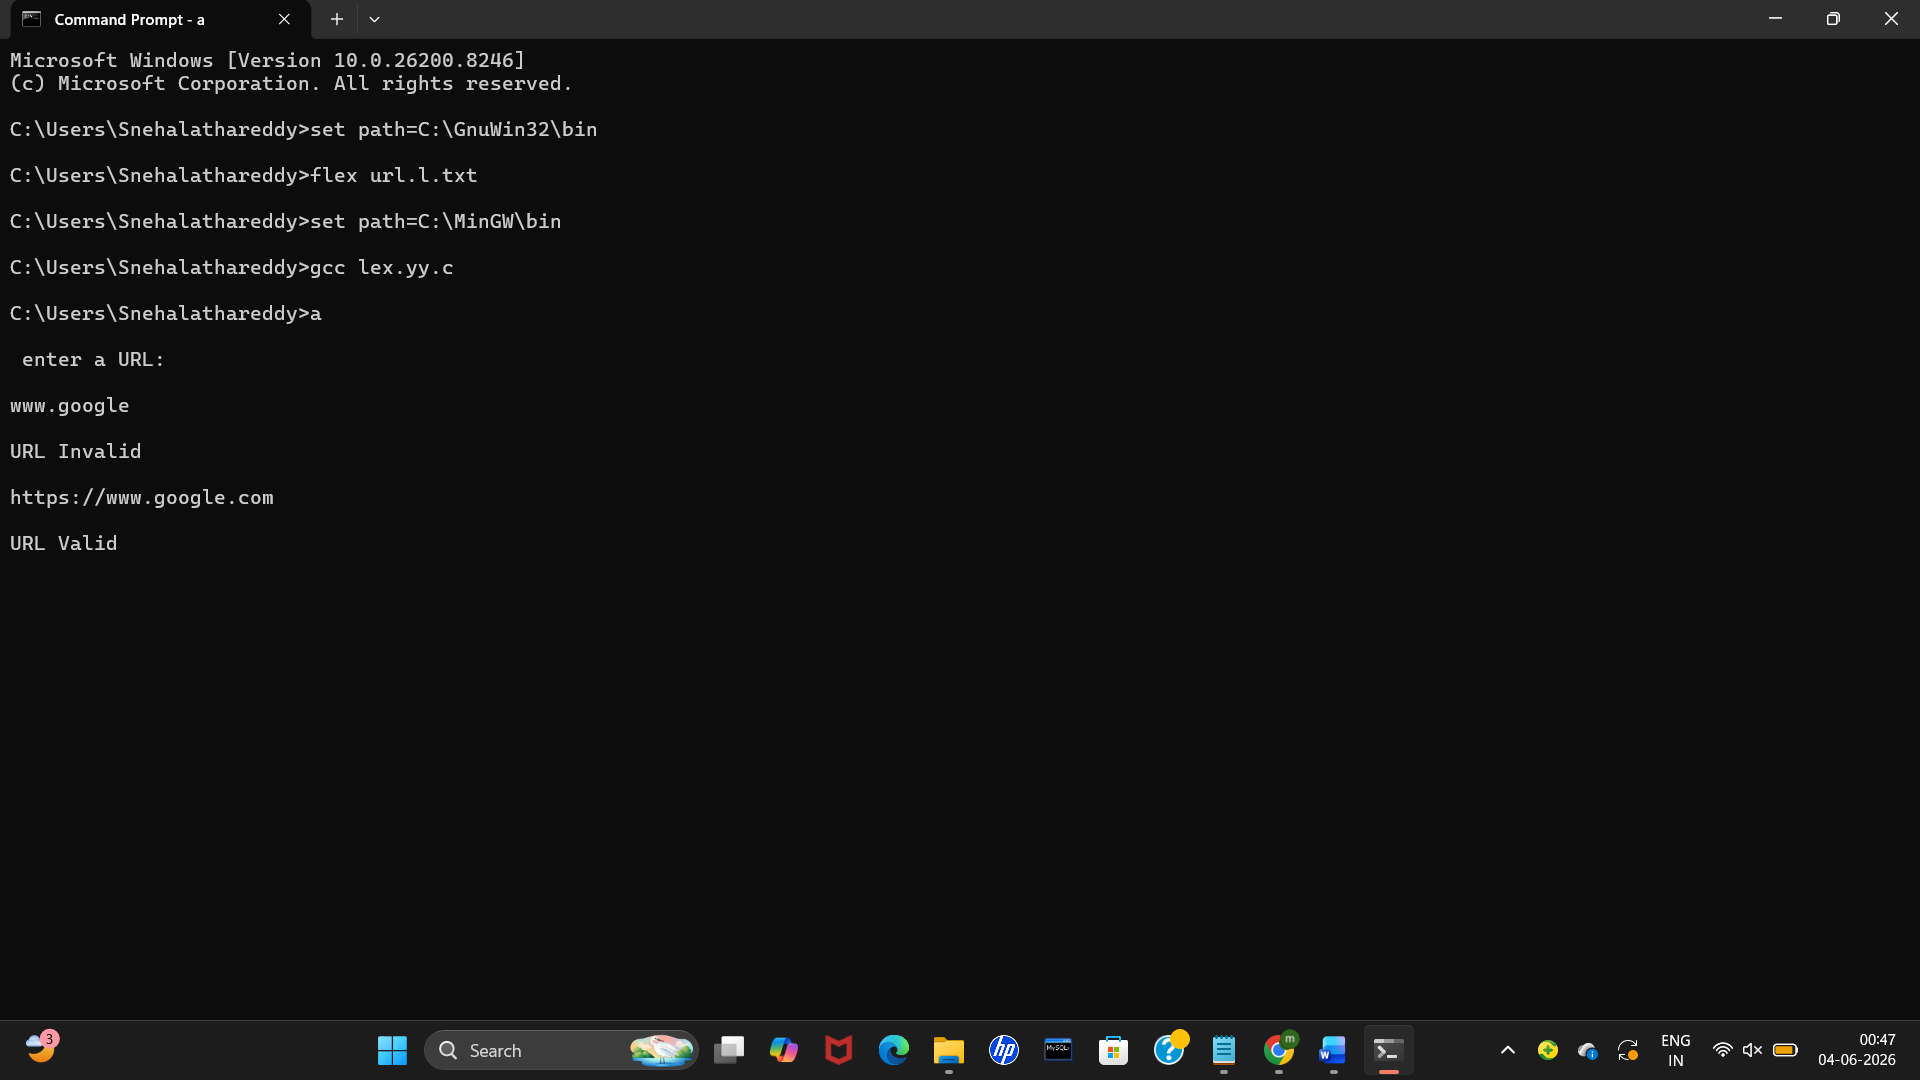 Command Prompt - a
Microsoft Windows [Version 10.0.26200.8246]
(c) Microsoft Corporation. All rights reserved.
C:\Users\Snehalathareddy>set path=C:\GnuWin32\bin
C:\Users\Snehalathareddy>flex url.l.txt
C:\Users\Snehalathareddy>set path=C:\MinGW\bin
C:\Users\Snehalathareddy>gcc lex.yy.c
C:\Users\Snehalathareddy>a
enter a URL:
www.google
URL Invalid
https://www.google.com
URL Valid
3
Search
hp
MySQL
?
m
W
ENG
IN
00:47
04-06-2026